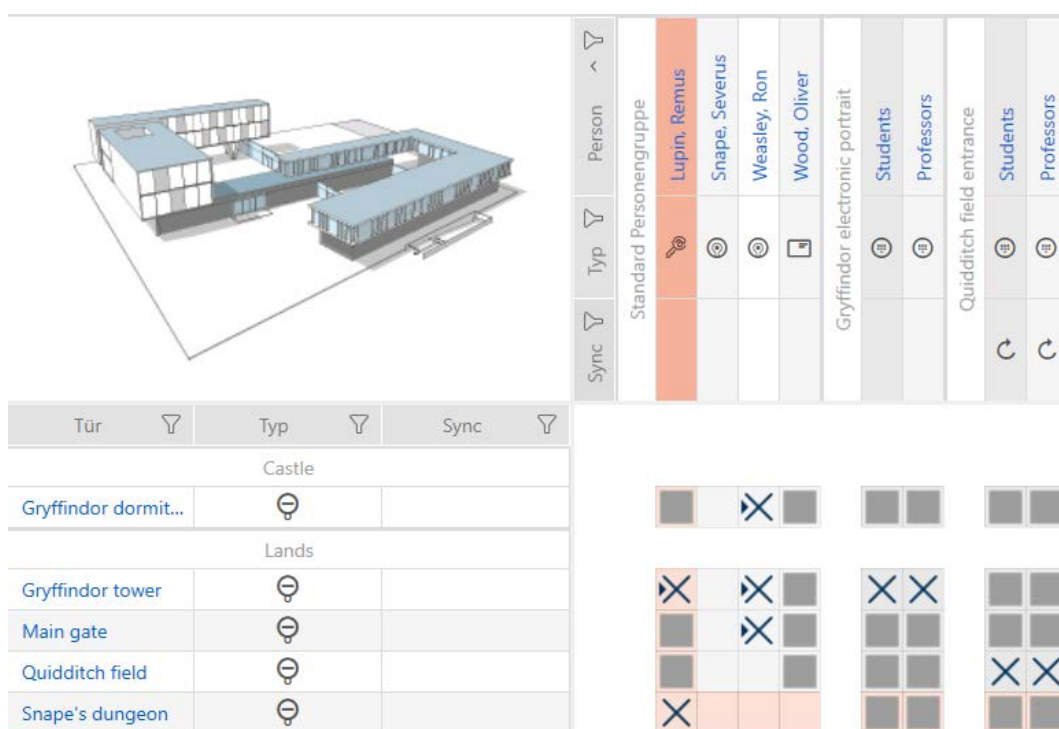 Person
Typ
Sync
Standard Personengruppe
Lupin, Remus
Snape, Severus
Weasley, Ron
Wood, Oliver
Gryffindor electronic portrait
Students
Professors
Quidditch field entrance
Students
Professors
Tür Typ Sync
Castle
Gryffindor dormit...
Lands
Gryffindor tower
Main gate
Quidditch field
Snape's dungeon